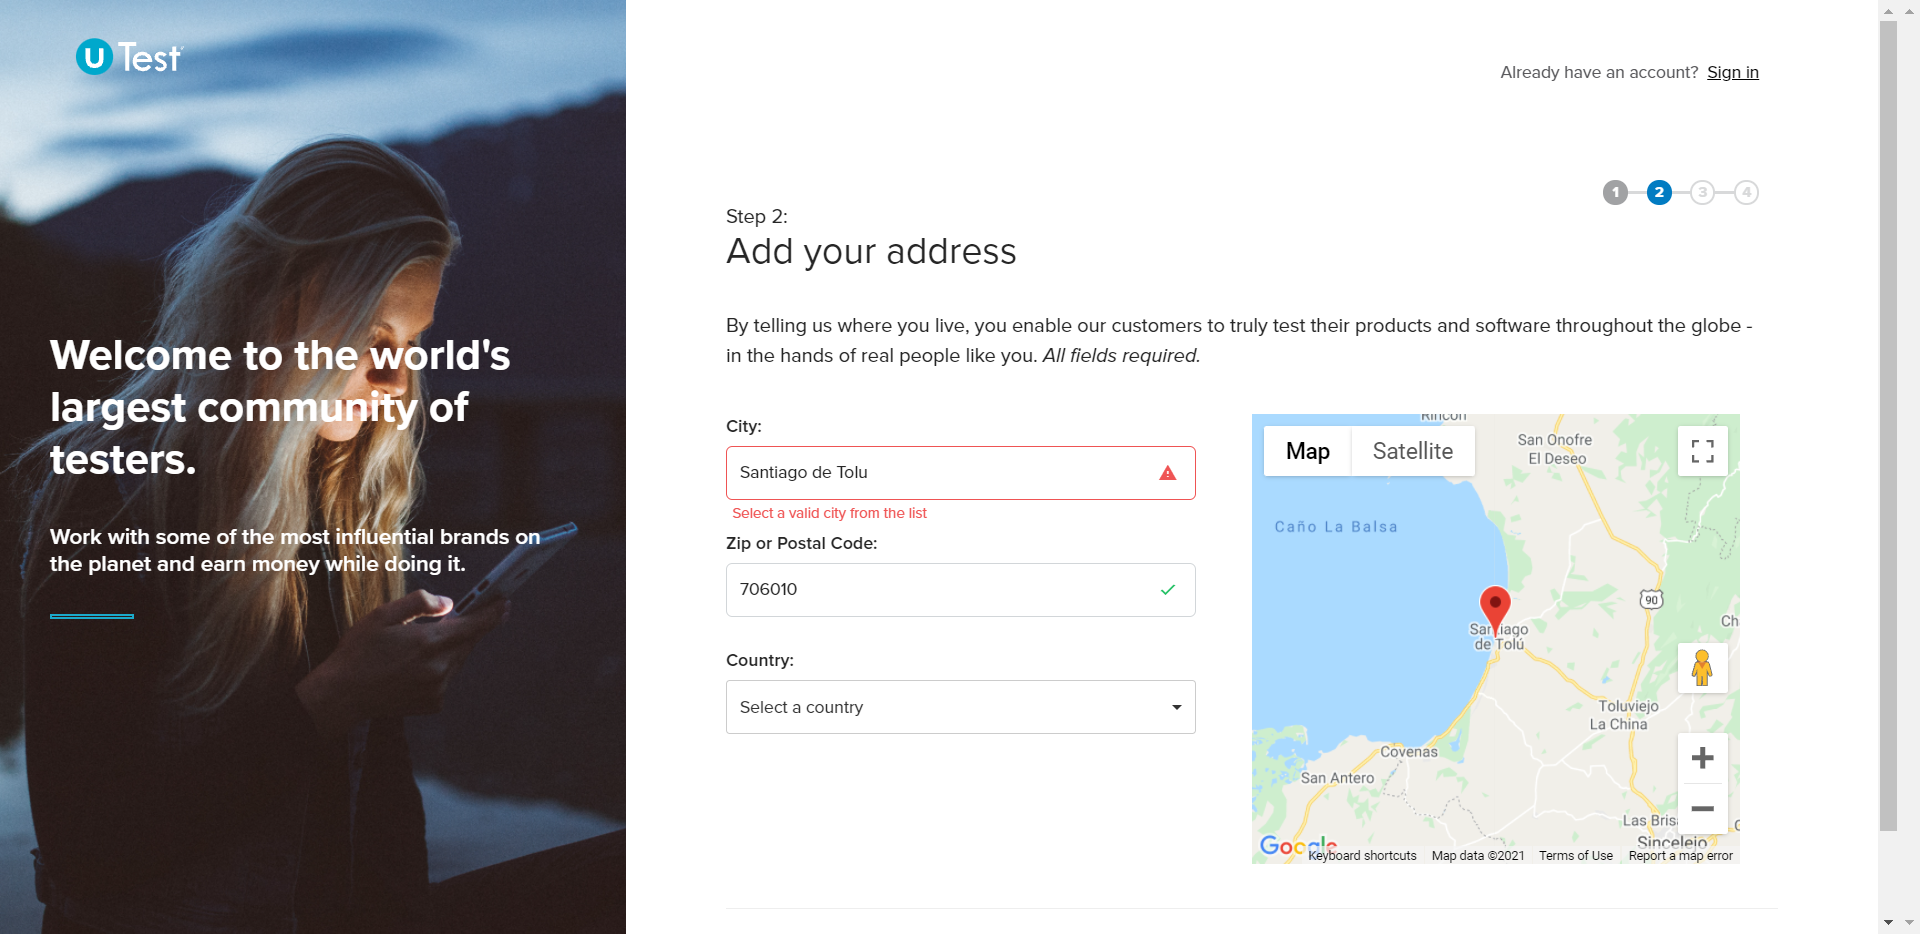 U Test
Already have an account? Sign in
1 2 3 4
Step 2:
Add your address
By telling us where you live, you enable our customers to truly test their products and software throughout the globe -
in the hands of real people like you. All fields required.
Welcome to the world's
largest community of
testers.
Work with some of the most influential brands on
the planet and earn money while doing it.
City:
Santiago de Tolu
Select a valid city from the list
Zip or Postal Code:
706010
Country:
Select a country
Rincón
Map
Satellite
San Onofre
El Deseo
Caño La Balsa
90
Santiago
de Tolú
Toluviejo
La China
Covenas
San Antero
Sincelejo
Google
Keyboard shortcuts
Map data ©2021
Terms of Use
Report a map error